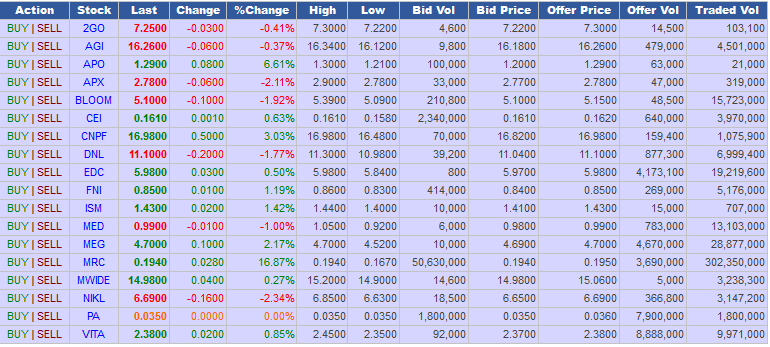 Action Stock Last Change %Change High Low Bid Vol Bid Price Offer Price Offer Vol Traded Vol
BUY | SELL 2GO 7.2500 -0.0300 -0.41% 7.3000 7.2200 4,600 7.2200 7.3000 14,500 103,100
BUY | SELL AGI 16.2600 -0.0600 -0.37% 16.3400 16.1200 9,800 16.1800 16.2600 479,000 4,501,000
BUY | SELL APO 1.2900 0.0800 6.61% 1.3000 1.2100 100,000 1.2000 1.2900 63,000 21,000
BUY | SELL APX 2.7800 -0.0600 -2.11% 2.9000 2.7800 33,000 2.7700 2.7800 47,000 319,000
BUY | SELL BLOOM 5.1000 -0.1000 -1.92% 5.3900 5.0900 210,800 5.1000 5.1500 48,500 15,723,000
BUY | SELL CEI 0.1610 0.0010 0.63% 0.1610 0.1580 2,340,000 0.1610 0.1620 640,000 3,970,000
BUY | SELL CNPF 16.9800 0.5000 3.03% 16.9800 16.4800 70,000 16.8200 16.9800 159,400 1,075,900
BUY | SELL DNL 11.1000 -0.2000 -1.77% 11.3000 10.9800 39,200 11.0400 11.1000 877,300 6,999,400
BUY | SELL EDC 5.9800 0.0300 0.50% 5.9800 5.8400 800 5.9700 5.9800 4,173,100 19,219,600
BUY | SELL FNI 0.8500 0.0100 1.19% 0.8600 0.8300 414,000 0.8400 0.8500 269,000 5,176,000
BUY | SELL ISM 1.4300 0.0200 1.42% 1.4400 1.4000 10,000 1.4100 1.4300 15,000 707,000
BUY | SELL MED 0.9900 -0.0100 -1.00% 1.0500 0.9200 6,000 0.9800 0.9900 783,000 13,103,000
BUY | SELL MEG 4.7000 0.1000 2.17% 4.7000 4.5200 10,000 4.6900 4.7000 4,670,000 28,877,000
BUY | SELL MRC 0.1940 0.0280 16.87% 0.1940 0.1670 50,630,000 0.1940 0.1950 3,690,000 302,350,000
BUY | SELL MWIDE 14.9800 0.0400 0.27% 15.2000 14.9000 14,600 14.9800 15.0600 5,000 3,238,300
BUY | SELL NIKL 6.6900 -0.1600 -2.34% 6.8500 6.6300 18,500 6.6500 6.6900 366,800 3,147,200
BUY | SELL PA 0.0350 0.0000 0.00% 0.0350 0.0350 1,800,000 0.0350 0.0360 7,900,000 1,800,000
BUY | SELL VITA 2.3800 0.0200 0.85% 2.4500 2.3500 92,000 2.3700 2.3800 8,888,000 9,971,000